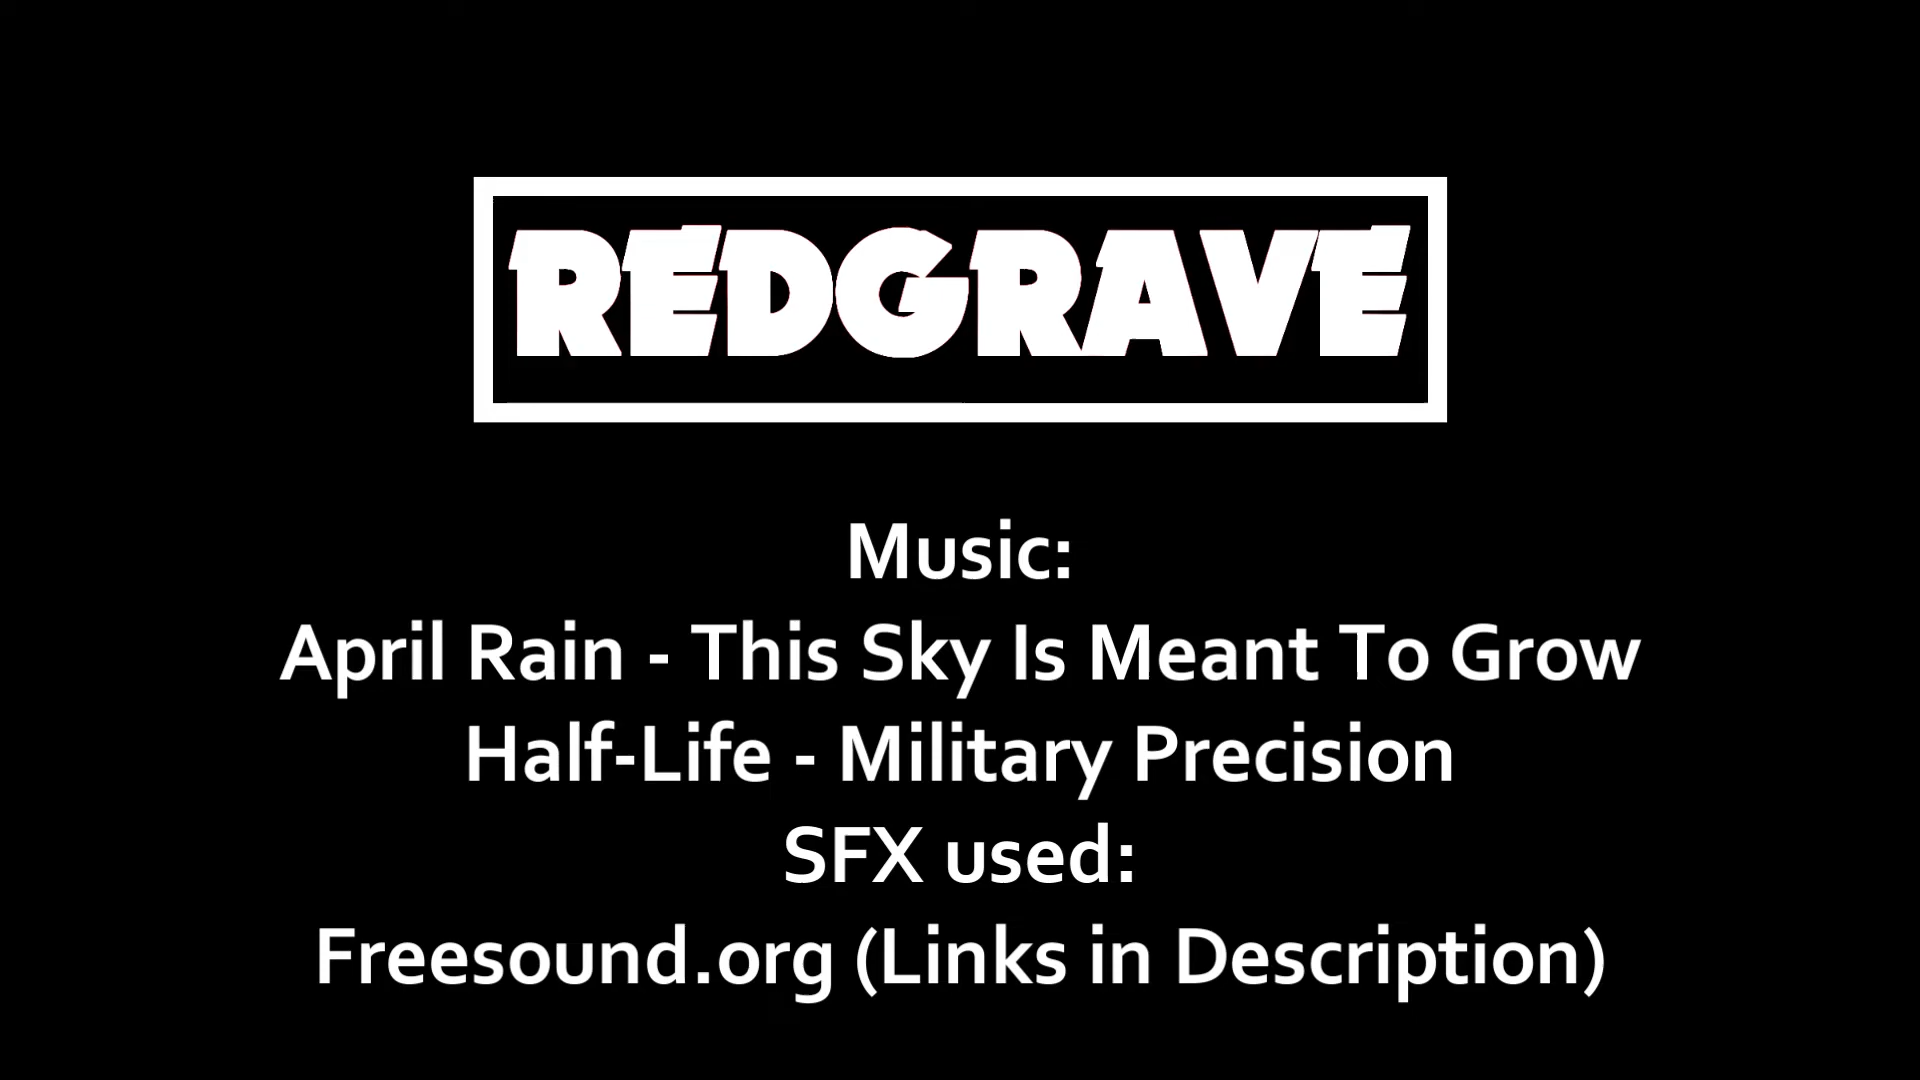 REDGRAVE
Music:
April Rain - This Sky Is Meant To Grow
Half-Life - Military Precision
SFX used:
Freesound.org (Links in Description)